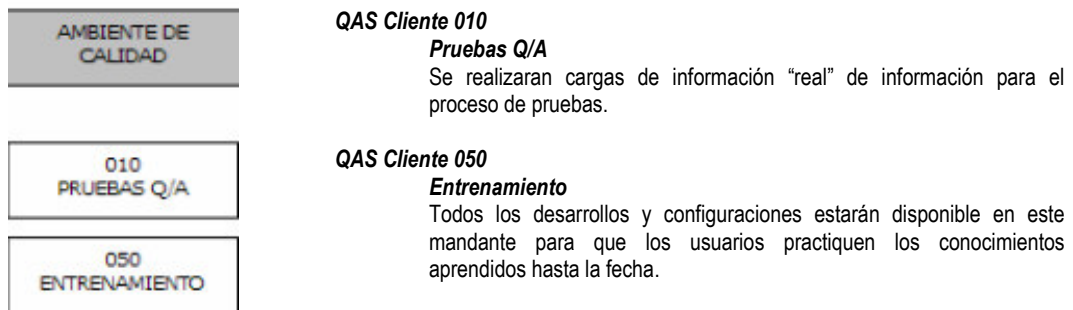 AMBIENTE DE
CALIDAD
010
PRUEBAS Q/A
050
ENTRENAMIENTO
QAS Cliente 010
Pruebas Q/A
Se realizaran cargas de información “real” de información para el
proceso de pruebas.
QAS Cliente 050
Entrenamiento
Todos los desarrollos y configuraciones estarán disponible en este
mandante para que los usuarios practiquen los conocimientos
aprendidos hasta la fecha.